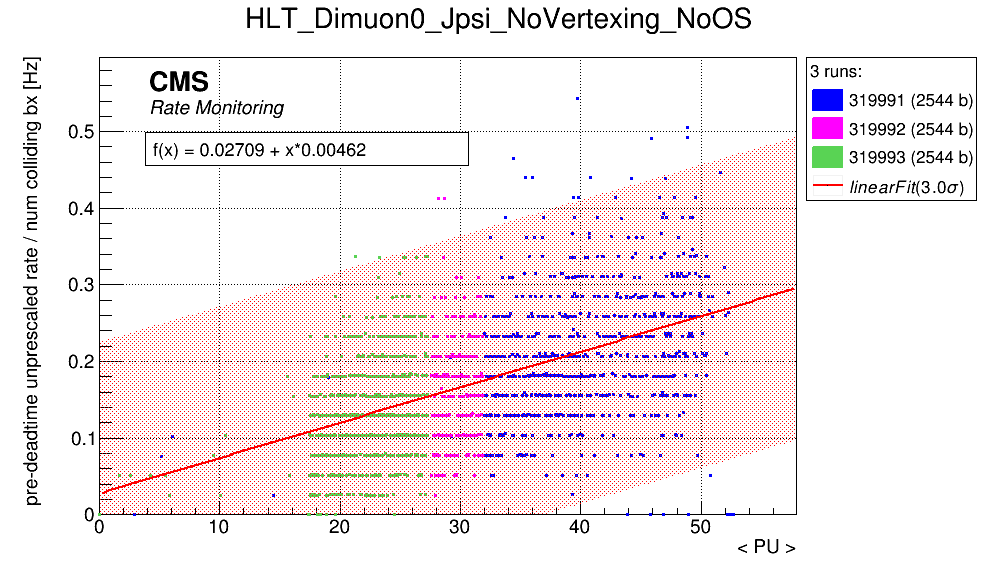 HLT_Dimuon0_Jpsi_NoVertexing_NoOS
pre-deadtime unprescaled rate / num colliding bx [Hz]
CMS
Rate Monitoring
f(x) = 0.02709 + x*0.00462
3 runs:
319991 (2544 b)
319992 (2544 b)
319993 (2544 b)
linearFit(3.0σ)
0.5
0.4
0.3
0.2
0.1
0
0 10 20 30 40 50
< PU >